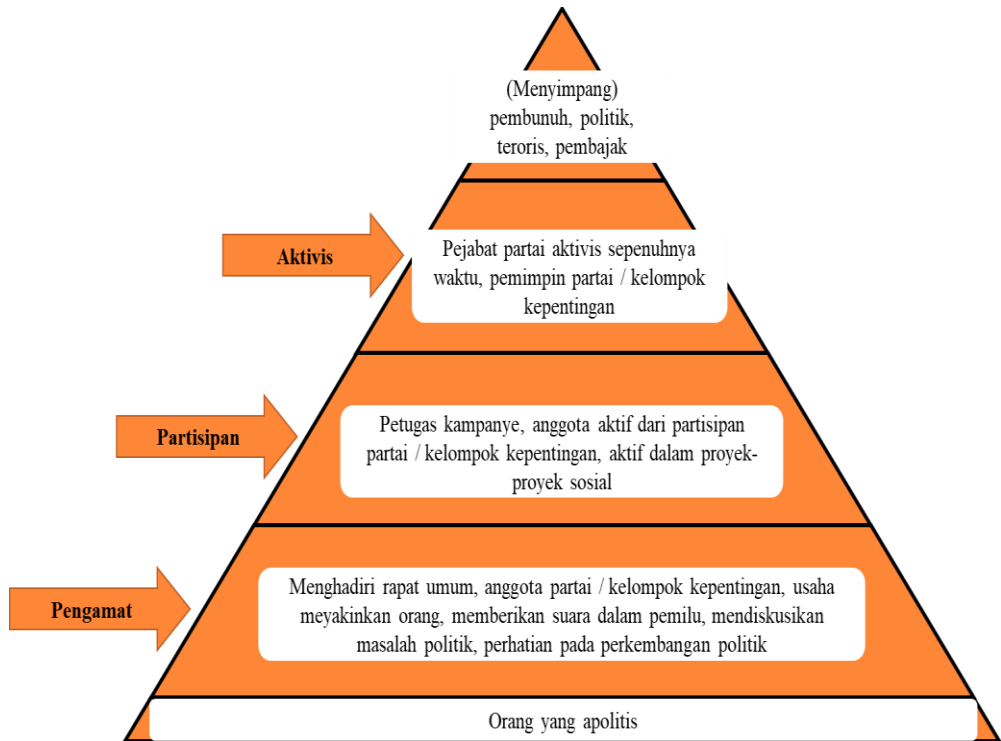 (Menyimpang)
pembunuh, politik,
teroris, pembajak
Aktivis
Pejabat partai aktivis sepenuhnya
waktu, pemimpin partai / kelompok
kepentingan
Partisipan
Petugas kampanye, anggota aktif dari partisipan
partai / kelompok kepentingan, aktif dalam proyek-
proyek sosial
Pengamat
Menghadiri rapat umum, anggota partai / kelompok kepentingan, usaha
meyakinkan orang, memberikan suara dalam pemilu, mendiskusikan
masalah politik, perhatian pada perkembangan politik
Orang yang apolitis